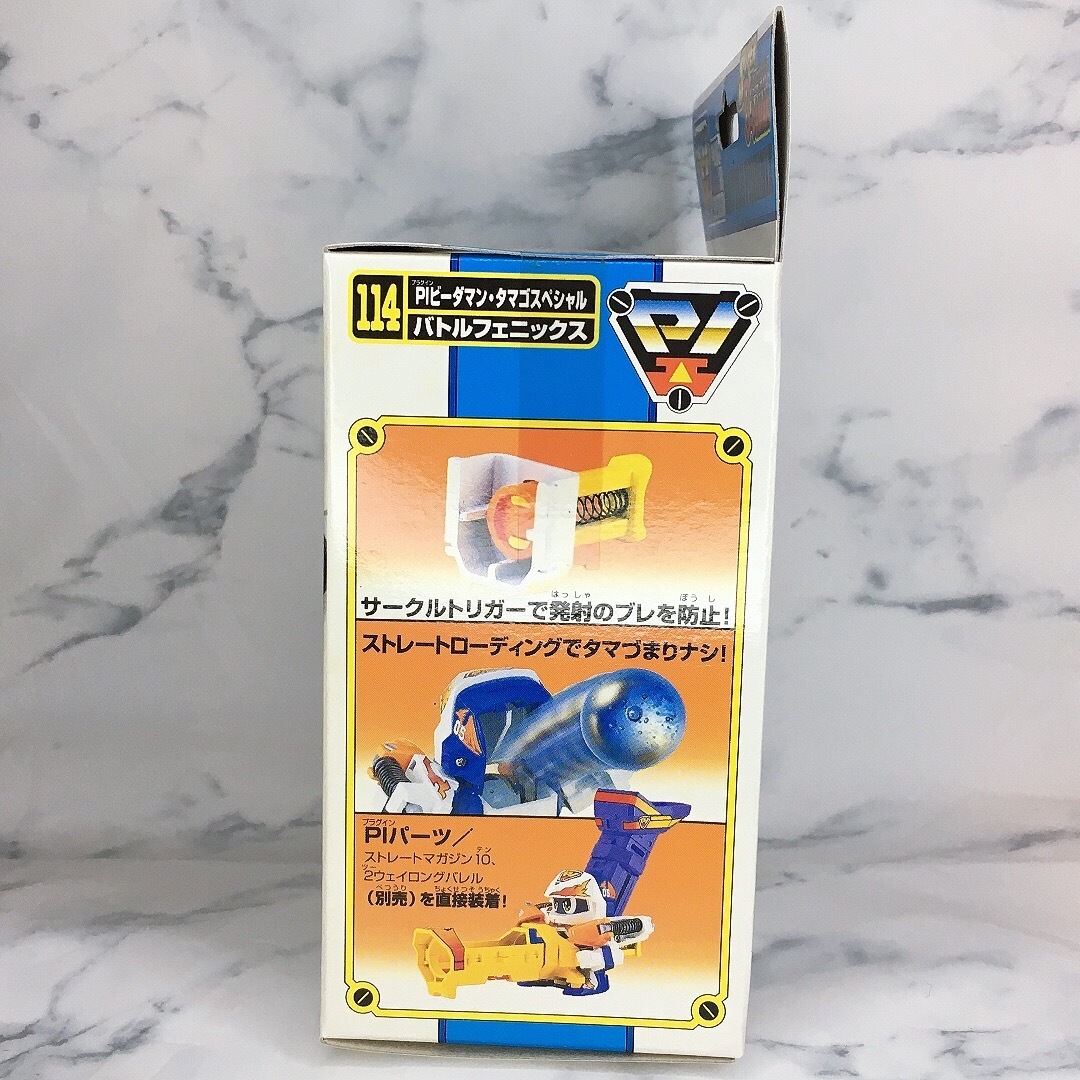 114
プラグイン
PIビーダマン・タマゴスペシャル
バトルフェニックス
PI
はっしゃ ぼうし
サークルトリガーで発射のブレを防止!
ストレートローディングでタマづまりナシ!
06
プラグイン
PIパーツ/
テン
ストレートマガジン10、
ツー
2ウェイロングバレル
べつうり ちょくせつそうちゃく
(別売)を直接装着!
06